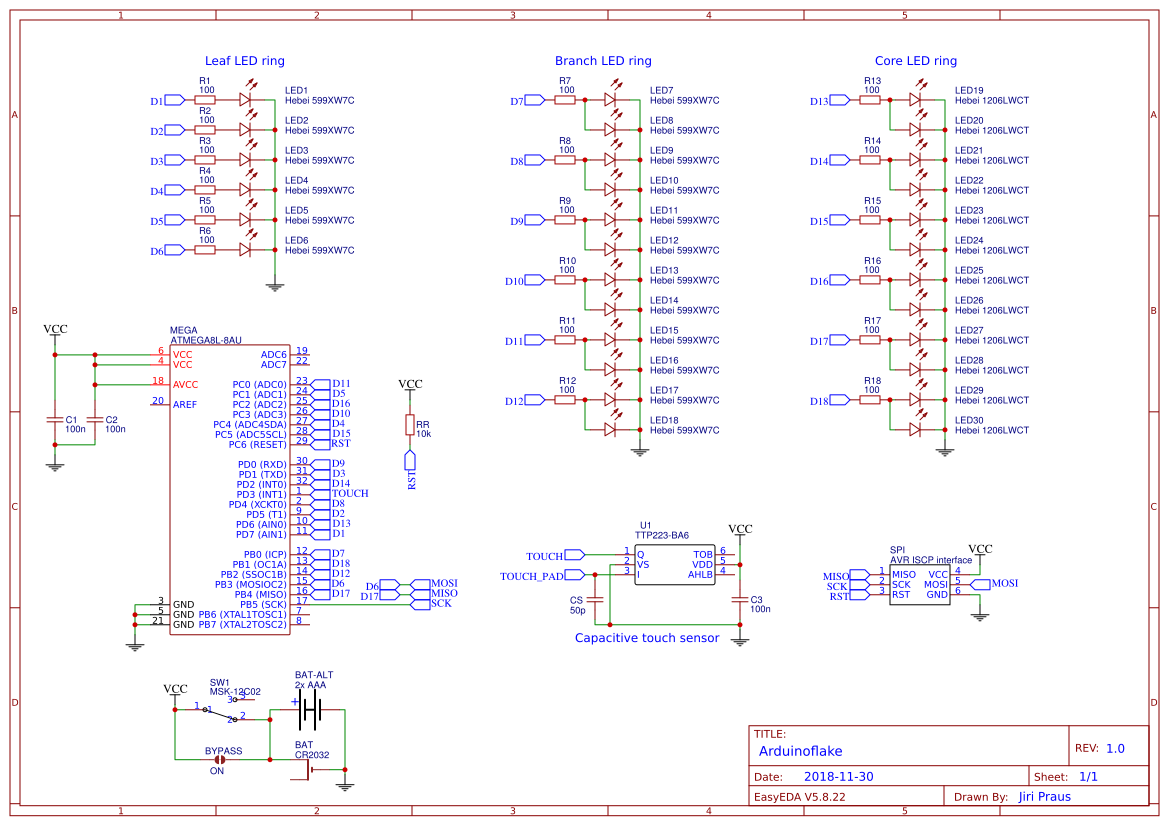 1 2 3 4 5
A A
B B
C C
D D
1 2 3 4 5
Leaf LED ring
D1 R1 100 LED1 Hebei 599XW7C
D2 R2 100 LED2 Hebei 599XW7C
D3 R3 100 LED3 Hebei 599XW7C
D4 R4 100 LED4 Hebei 599XW7C
D5 R5 100 LED5 Hebei 599XW7C
D6 R6 100 LED6 Hebei 599XW7C
Branch LED ring
D7 R7 100 LED7 Hebei 599XW7C
LED8 Hebei 599XW7C
D8 R8 100 LED9 Hebei 599XW7C
LED10 Hebei 599XW7C
D9 R9 100 LED11 Hebei 599XW7C
LED12 Hebei 599XW7C
D10 R10 100 LED13 Hebei 599XW7C
LED14 Hebei 599XW7C
D11 R11 100 LED15 Hebei 599XW7C
LED16 Hebei 599XW7C
D12 R12 100 LED17 Hebei 599XW7C
LED18 Hebei 599XW7C
Core LED ring
D13 R13 100 LED19 Hebei 1206LWCT
LED20 Hebei 1206LWCT
D14 R14 100 LED21 Hebei 1206LWCT
LED22 Hebei 1206LWCT
D15 R15 100 LED23 Hebei 1206LWCT
LED24 Hebei 1206LWCT
D16 R16 100 LED25 Hebei 1206LWCT
LED26 Hebei 1206LWCT
D17 R17 100 LED27 Hebei 1206LWCT
LED28 Hebei 1206LWCT
D18 R18 100 LED29 Hebei 1206LWCT
LED30 Hebei 1206LWCT
VCC
C1 100n
C2 100n
MEGA
ATMEGA8L-8AU
6 VCC
4 VCC
18 AVCC
20 AREF
3 GND
5 GND
21 GND
ADC6 19
ADC7 22
PC0 (ADC0) 23 D11
PC1 (ADC1) 24 D5
PC2 (ADC2) 25 D16
PC3 (ADC3) 26 D10
PC4 (ADC4SDA) 27 D4
PC5 (ADC5SCL) 28 D15
PC6 (RESET) 29 RST
PD0 (RXD) 30 D9
PD1 (TXD) 31 D3
PD2 (INT0) 32 D14
PD3 (INT1) 1 TOUCH
PD4 (XCKT0) 2 D8
PD5 (T1) 9 D2
PD6 (AIN0) 10 D13
PD7 (AIN1) 11 D1
PB0 (ICP) 12 D7
PB1 (OC1A) 13 D18
PB2 (SSOC1B) 14 D12
PB3 (MOSIOC2) 15 D6
PB4 (MISO) 16 D17
PB5 (SCK) 17
PB6 (XTAL1TOSC1) 7
PB7 (XTAL2TOSC2) 8
D6 MOSI
D17 MISO
SCK
VCC
RR
10k
RST
U1
TTP223-BA6
TOUCH 1 Q TOB 6
2 VS VDD 5
TOUCH_PAD 3 I AHLB 4
VCC
CS
50p
C3
100n
Capacitive touch sensor
SPI
AVR ISCP interface
MISO 1 MISO VCC 4
SCK 2 SCK MOSI 5 MOSI
RST 3 RST GND 6
VCC
VCC
SW1
MSK-12C02
1 1
3 3
2 2
BYPASS
ON
BAT-ALT
2x AAA
+
BAT
CR2032
TITLE:
Arduinoflake
REV: 1.0
Date: 2018-11-30
Sheet: 1/1
EasyEDA V5.8.22
Drawn By: Jiri Praus